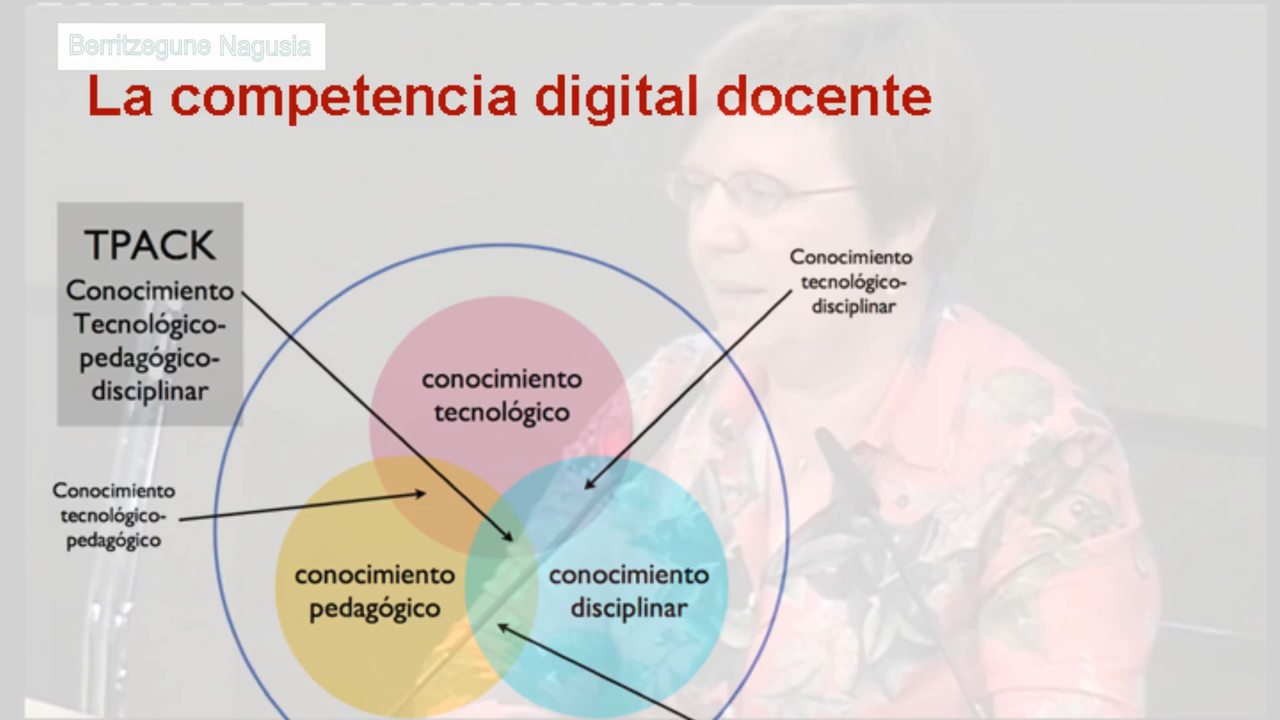 Berritzegune Nagusia
La competencia digital docente
TPACK
Conocimiento
Tecnológico-
pedagógico-
disciplinar
Conocimiento
tecnológico-
disciplinar
conocimiento
tecnológico
Conocimiento
tecnológico-
pedagógico
conocimiento
pedagógico
conocimiento
disciplinar